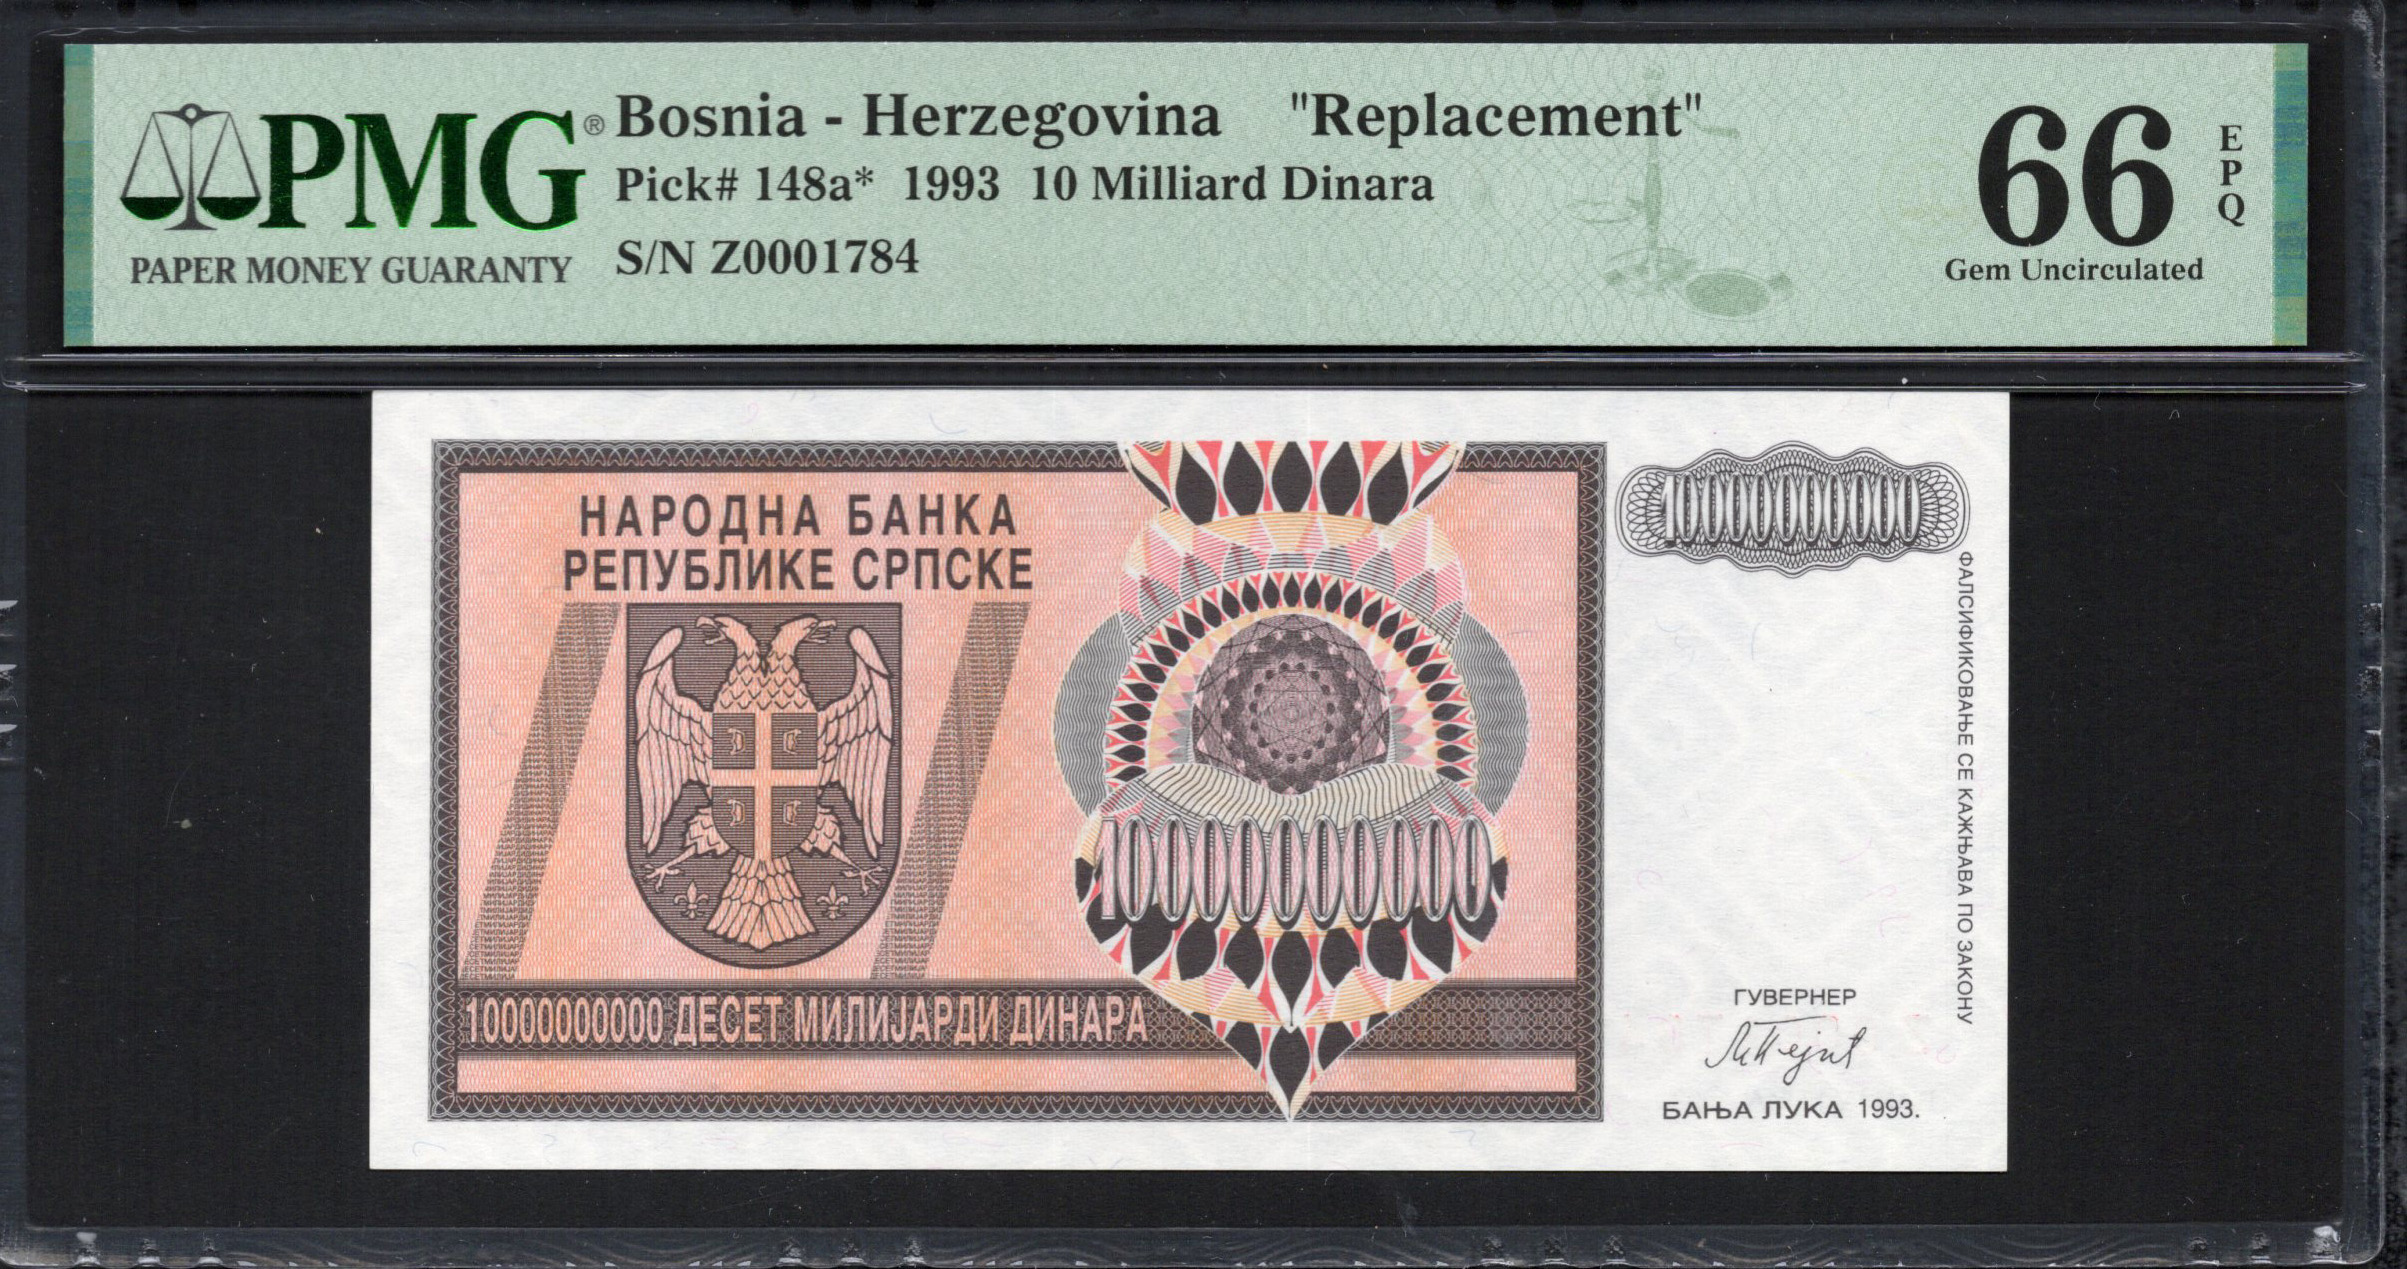 PMG®
PAPER MONEY GUARANTY
Bosnia - Herzegovina "Replacement"
Pick# 148a* 1993 10 Milliard Dinara
S/N Z0001784
66
EPQ
Gem Uncirculated
НАРОДНА БАНКА
РЕПУБЛИКЕ СРПСКЕ
10000000000
10000000000
10000000000 ДЕСЕТ МИЛИЈАРДИ ДИНАРА
ФАЛСИФИКОВАЊЕ СЕ КАЖЊАВА ПО ЗАКОНУ
ГУВЕРНЕР
БАЊА ЛУКА 1993.